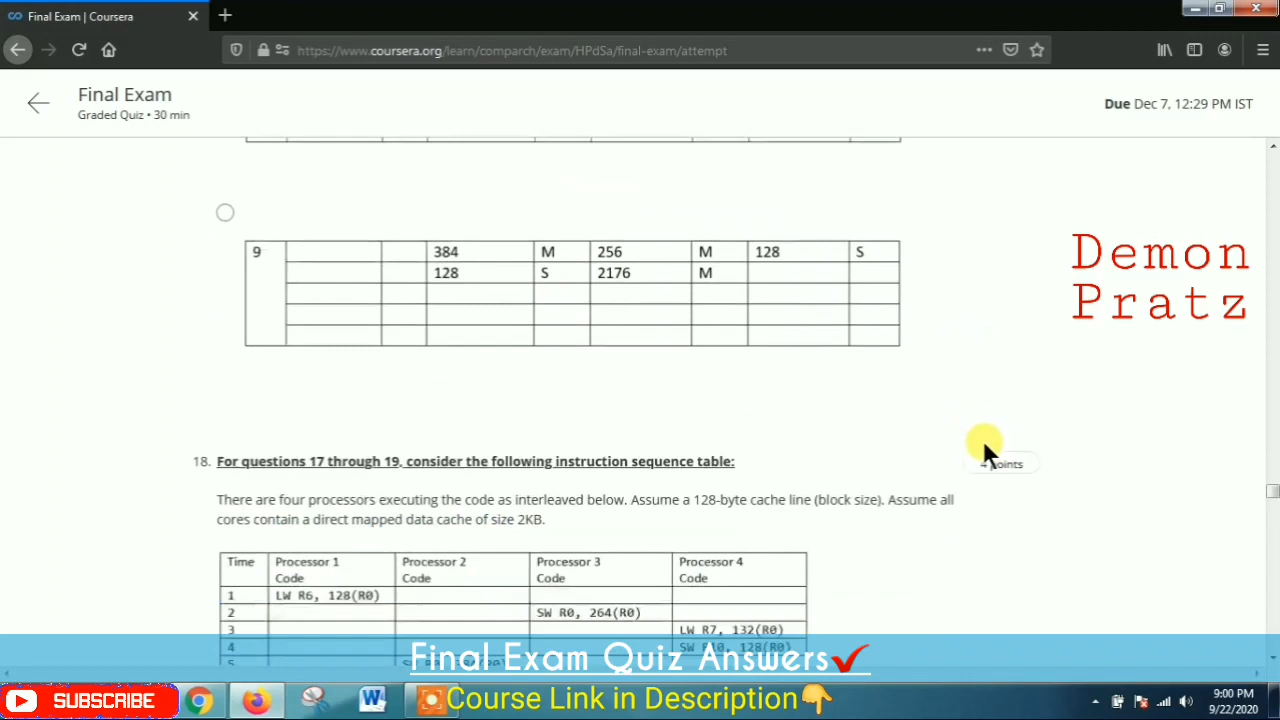 Final Exam | Coursera
https://www.coursera.org/learn/comparch/exam/HPdSa/final-exam/attempt
Final Exam
Graded Quiz • 30 min
Due Dec 7, 12:29 PM IST
9 384 M 256 M 128 S
128 S 2176 M
Demon
Pratz
18. For questions 17 through 19, consider the following instruction sequence table:
points
There are four processors executing the code as interleaved below. Assume a 128-byte cache line (block size). Assume all
cores contain a direct mapped data cache of size 2KB.
Time Processor 1 Processor 2 Processor 3 Processor 4
Code Code Code Code
1 LW R6, 128(R0)
2 SW R0, 264(R0)
3 LW R7, 132(R0)
4 SW R10, 128(R0)
Final Exam Quiz Answers
SUBSCRIBE
Course Link in Description
9:00 PM
9/22/2020